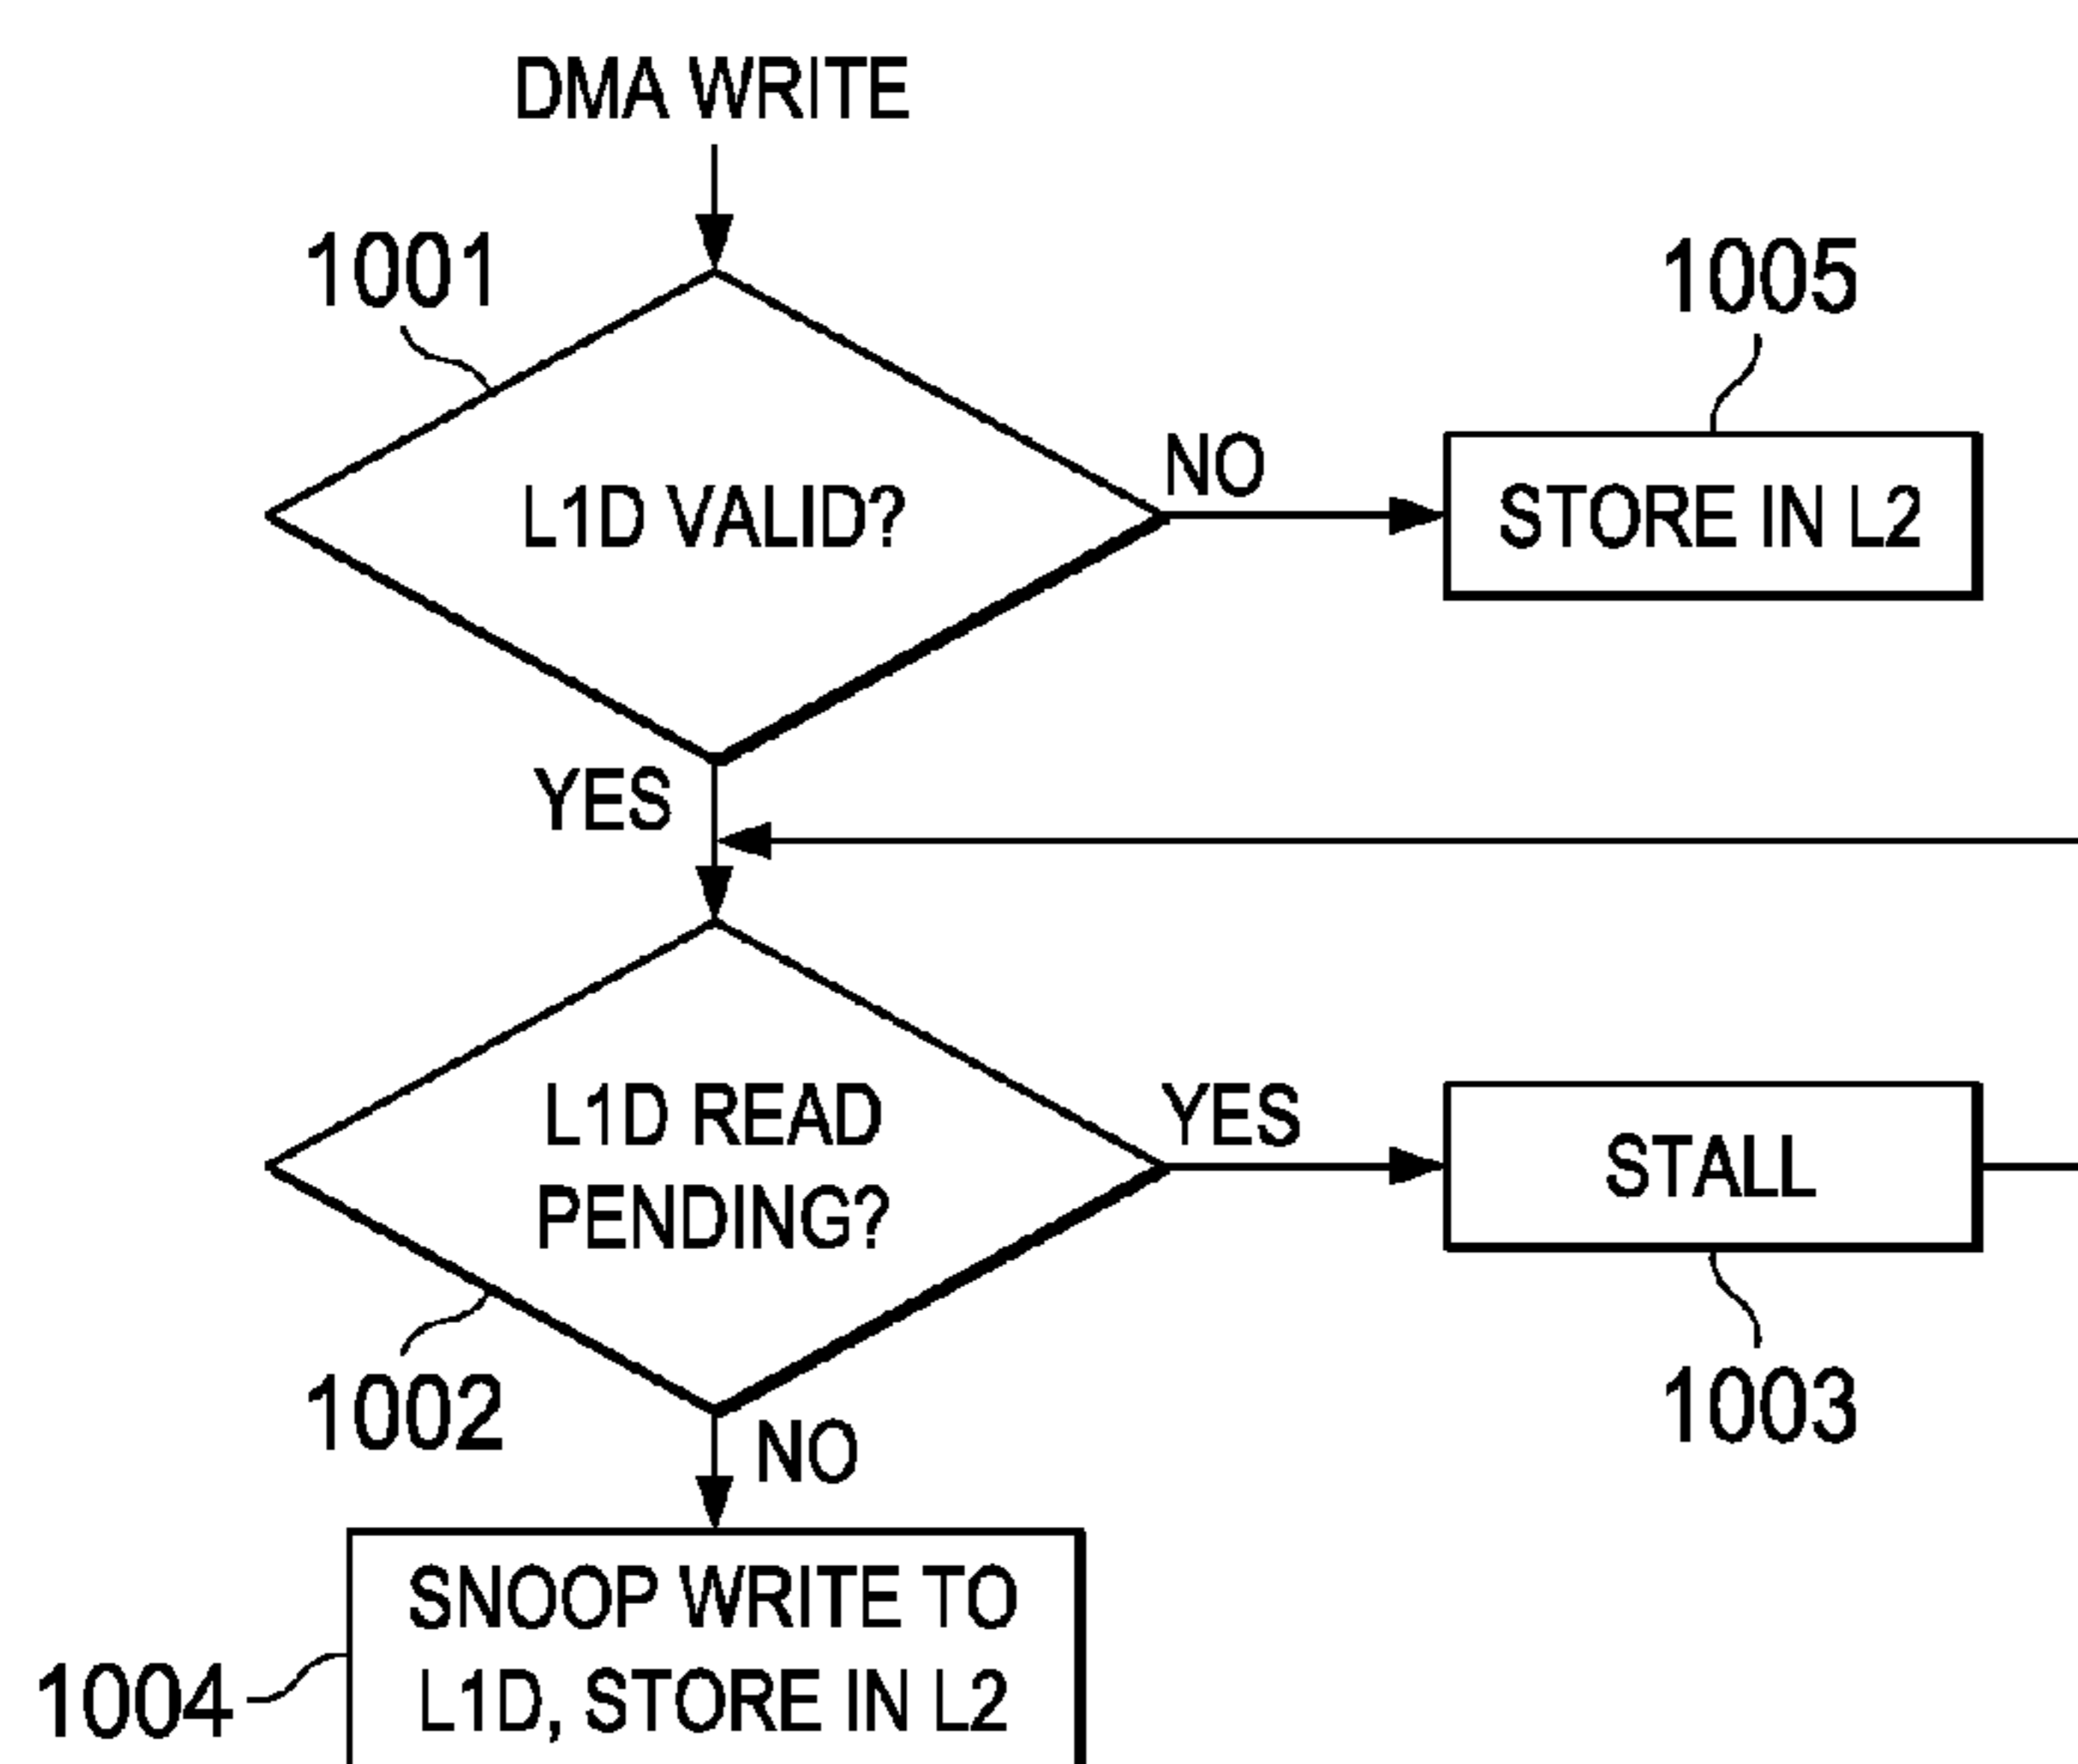 DMA WRITE
1001
1005
L1D VALID?
NO
STORE IN L2
YES
L1D READ
PENDING?
YES
STALL
1002
1003
NO
SNOOP WRITE TO
L1D, STORE IN L2
1004